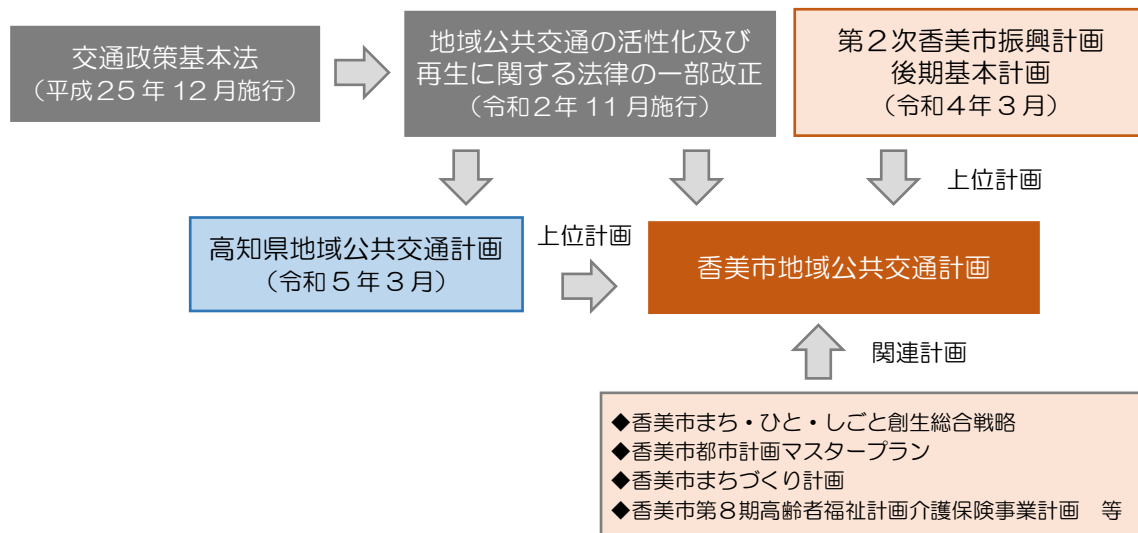 交通政策基本法
（平成25年12月施行）
地域公共交通の活性化及び
再生に関する法律の一部改正
（令和2年11月施行）
第2次香美市振興計画
後期基本計画
（令和4年3月）
上位計画
高知県地域公共交通計画
（令和5年3月）
上位計画
香美市地域公共交通計画
関連計画
◆香美市まち・ひと・しごと創生総合戦略
◆香美市都市計画マスタープラン
◆香美市まちづくり計画
◆香美市第8期高齢者福祉計画介護保険事業計画　等